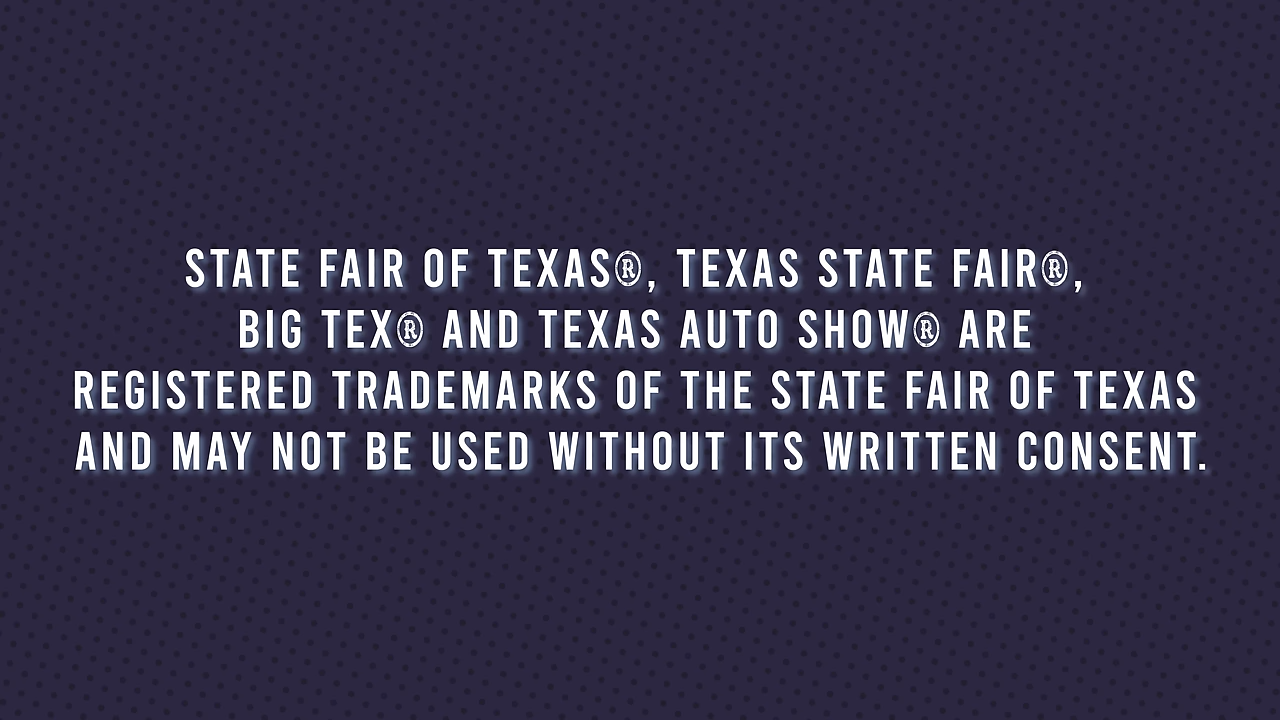 STATE FAIR OF TEXAS®, TEXAS STATE FAIR®,
BIG TEX® AND TEXAS AUTO SHOW® ARE
REGISTERED TRADEMARKS OF THE STATE FAIR OF TEXAS
AND MAY NOT BE USED WITHOUT ITS WRITTEN CONSENT.